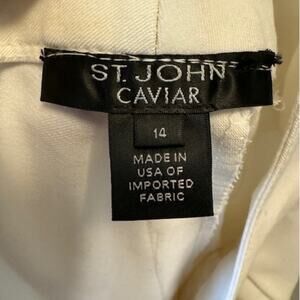 ST. JOHN
CAVIAR
14
MADE IN
USA OF
IMPORTED
FABRIC